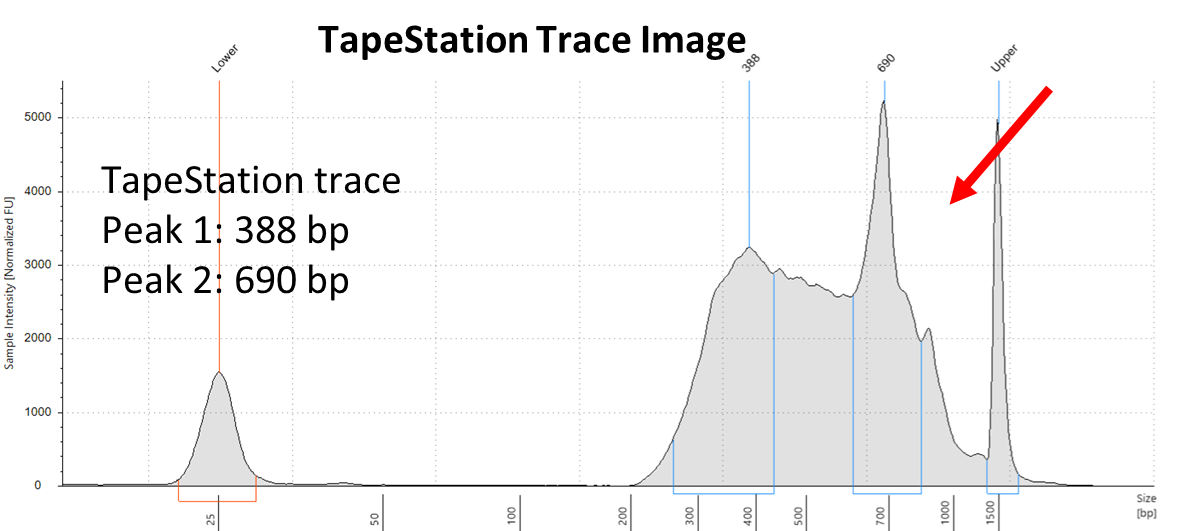 TapeStation Trace Image
Lower
388
690
Upper
TapeStation trace
Peak 1: 388 bp
Peak 2: 690 bp
Sample Intensity [Normalized FU]
5000
4000
3000
2000
1000
0
25
50
100
200
300
400
500
700
1000
1500
Size
[bp]